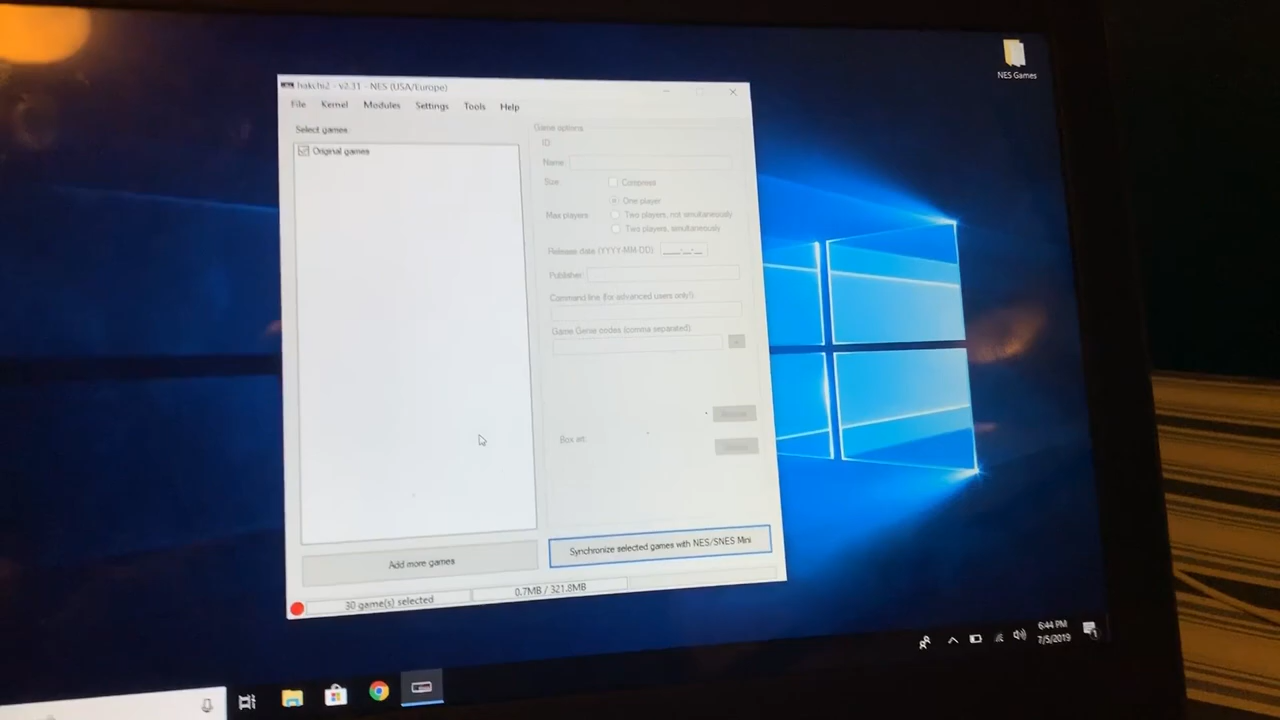 NES Games
hakchi2 - v2.31 - NES (USA/Europe)
File Kernel Modules Settings Tools Help
Select games
Original games
Game options
ID:
Name:
Size:
Compress
Max players
One player
Two players, not simultaneously
Two players, simultaneously
Release date (YYYY-MM-DD):
Publisher:
Command line (for advanced users only!):
Game Genie codes (comma separated)
Box art:
Add more games
Synchronize selected games with NES/SNES Mini
30 game(s) selected
0.7MB / 321.8MB
6:44 PM
7/5/2019
1